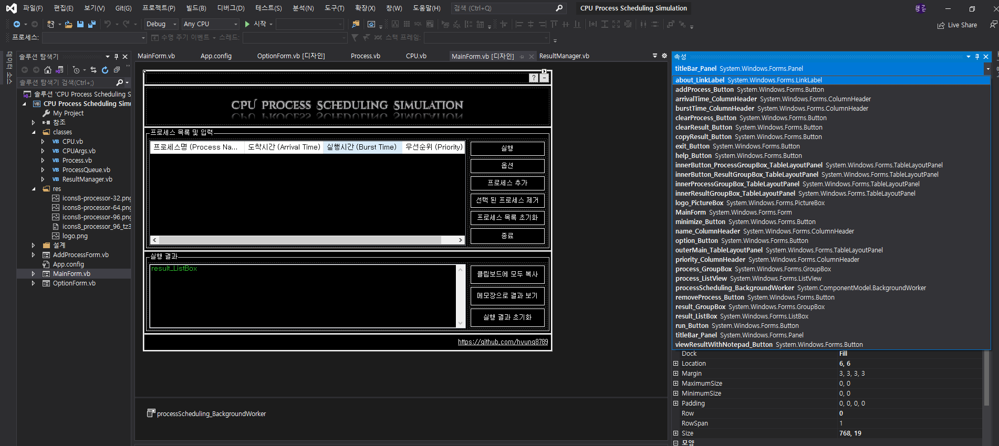 파일(F) 편집(E) 보기(V) Git(G) 프로젝트(P) 빌드(B) 디버그(D) 테스트(S) 분석(N) 도구(T) 확장(X) 창(W) 도움말(H) 검색 (Ctrl+Q) CPU Process Scheduling Simulation 형근
Debug Any CPU 시작 SQL SQL Live Share
프로세스: 수명 주기 이벤트 스레드: 스택 프레임:
데이터 소스
솔루션 탐색기
솔루션 탐색기 검색(Ctrl+;)
솔루션 'CPU Process Scheduling S
CPU Process Scheduling Simu
My Project
참조
classes
CPU.vb
CPUArgs.vb
Process.vb
ProcessQueue.vb
ResultManager.vb
res
icons8-processor-32.png
icons8-processor-64.png
icons8-processor-96.png
icons8_processor_96_tz3
logo.png
설계
AddProcessForm.vb
App.config
MainForm.vb
OptionForm.vb
MainForm.vb App.config OptionForm.vb [디자인] Process.vb CPU.vb MainForm.vb [디자인] ResultManager.vb
? -
CPU Process Scheduling Simulation
프로세스 목록 및 입력
프로세스명 (Process Na... 도착시간 (Arrival Time) 실행시간 (Burst Time) 우선순위 (Priority)
실행
옵션
프로세스 추가
선택 된 프로세스 제거
프로세스 목록 초기화
종료
실행 결과
result_ListBox
클립보드에 모두 복사
메모장으로 결과 보기
실행 결과 초기화
https://github.com/hyung8789
processScheduling_BackgroundWorker
속성
titleBar_Panel System.Windows.Forms.Panel
about_LinkLabel System.Windows.Forms.LinkLabel
addProcess_Button System.Windows.Forms.Button
arrivalTime_ColumnHeader System.Windows.Forms.ColumnHeader
burstTime_ColumnHeader System.Windows.Forms.ColumnHeader
clearProcess_Button System.Windows.Forms.Button
clearResult_Button System.Windows.Forms.Button
copyResult_Button System.Windows.Forms.Button
exit_Button System.Windows.Forms.Button
help_Button System.Windows.Forms.Button
innerButton_ProcessGroupBox_TableLayoutPanel System.Windows.Forms.TableLayoutPanel
innerButton_ResultGroupBox_TableLayoutPanel System.Windows.Forms.TableLayoutPanel
innerProcessGroupBox_TableLayoutPanel System.Windows.Forms.TableLayoutPanel
innerResultGroupBox_TableLayoutPanel System.Windows.Forms.TableLayoutPanel
logo_PictureBox System.Windows.Forms.PictureBox
MainForm System.Windows.Forms.Form
minimize_Button System.Windows.Forms.Button
name_ColumnHeader System.Windows.Forms.ColumnHeader
option_Button System.Windows.Forms.Button
outerMain_TableLayoutPanel System.Windows.Forms.TableLayoutPanel
priority_ColumnHeader System.Windows.Forms.ColumnHeader
process_GroupBox System.Windows.Forms.GroupBox
process_ListView System.Windows.Forms.ListView
processScheduling_BackgroundWorker System.ComponentModel.BackgroundWorker
removeProcess_Button System.Windows.Forms.Button
result_GroupBox System.Windows.Forms.GroupBox
result_ListBox System.Windows.Forms.ListBox
run_Button System.Windows.Forms.Button
titleBar_Panel System.Windows.Forms.Panel
viewResultWithNotepad_Button System.Windows.Forms.Button
Dock Fill
Location 6, 6
Margin 3, 3, 3, 3
MaximumSize 0, 0
MinimumSize 0, 0
Padding 0, 0, 0, 0
Row 0
RowSpan 1
Size 768, 19
모양